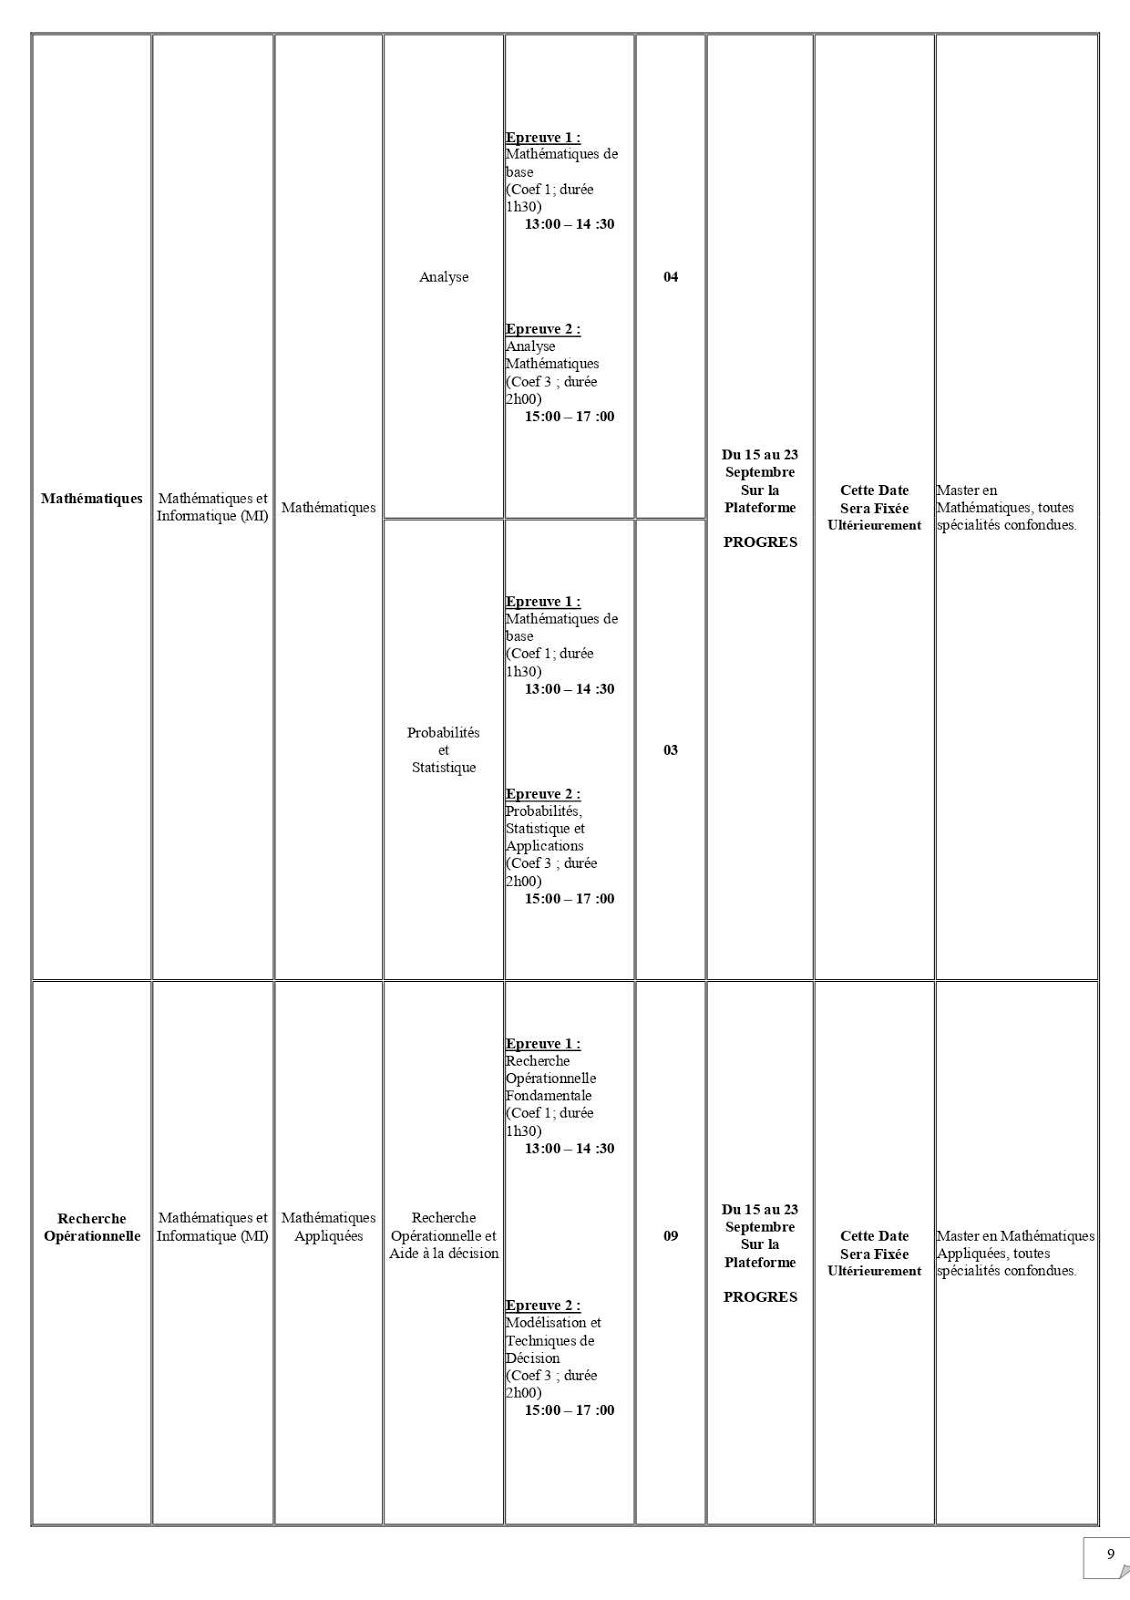 Mathématiques
Mathématiques et
Informatique (MI)
Mathématiques
Analyse
Epreuve 1 :
Mathématiques de
base
(Coef 1; durée
1h30)
13:00 – 14 :30
Epreuve 2 :
Analyse
Mathématiques
(Coef 3 ; durée
2h00)
15:00 – 17 :00
04
Du 15 au 23
Septembre
Sur la
Plateforme
PROGRES
Cette Date
Sera Fixée
Ultérieurement
Master en
Mathématiques, toutes
spécialités confondues.
Probabilités
et
Statistique
Epreuve 1 :
Mathématiques de
base
(Coef 1; durée
1h30)
13:00 – 14 :30
Epreuve 2 :
Probabilités,
Statistique et
Applications
(Coef 3 ; durée
2h00)
15:00 – 17 :00
03
Recherche
Opérationnelle
Mathématiques et
Informatique (MI)
Mathématiques
Appliquées
Recherche
Opérationnelle et
Aide à la décision
Epreuve 1 :
Recherche
Opérationnelle
Fondamentale
(Coef 1; durée
1h30)
13:00 – 14 :30
Epreuve 2 :
Modélisation et
Techniques de
Décision
(Coef 3 ; durée
2h00)
15:00 – 17 :00
09
Du 15 au 23
Septembre
Sur la
Plateforme
PROGRES
Cette Date
Sera Fixée
Ultérieurement
Master en Mathématiques
Appliquées, toutes
spécialités confondues.
9